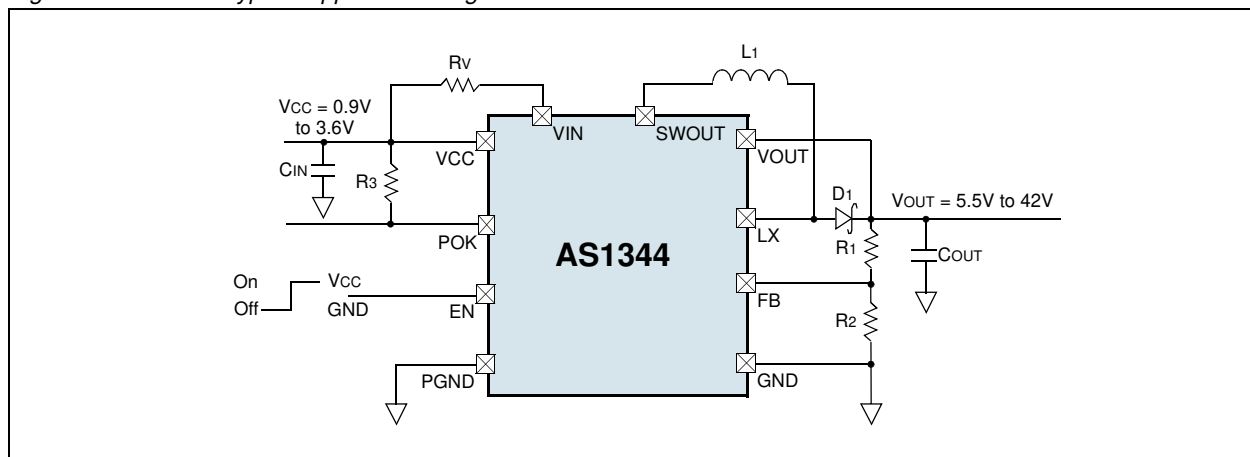 L1
RV
VCC = 0.9V
to 3.6V
VIN
SWOUT
VCC
VOUT
CIN
R3
D1
VOUT = 5.5V to 42V
POK
LX
R1
COUT
AS1344
On
VCC
Off
GND
EN
FB
R2
PGND
GND